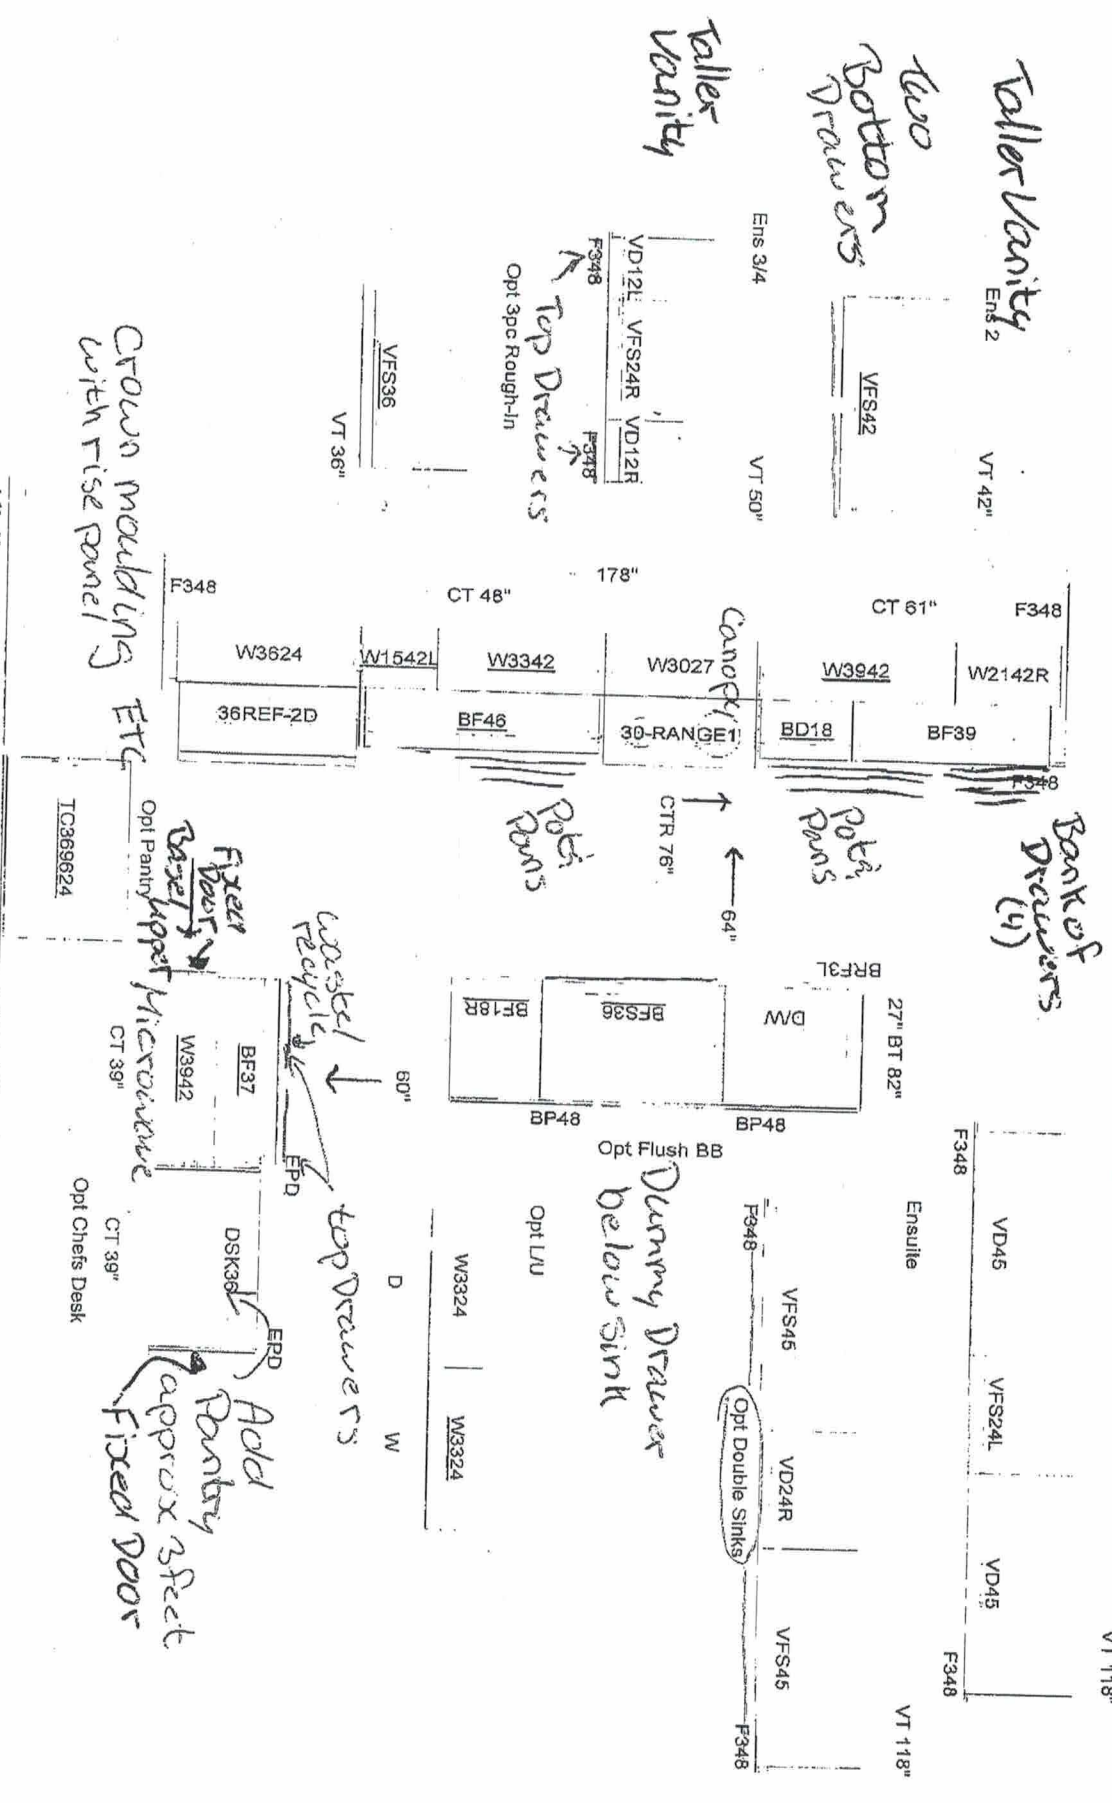 Taller Vanity
Ens 2
VT 42"
Two
Bottom
Drawers
VFS42
Ens 3/4
VT 50"
Taller
Vanity
VD12L
VFS24R
VD12R
F348
F348
Top Drawers
Opt 3pc Rough-In
VFS36
VT 36"
Crown moulding ETC
with rise panel
F348
CT 61"
178"
CT 48"
F348
W2142R
W3942
Canopy
W3027
W3342
W1542L
W3624
BF39
BD18
30-RANGE1
BF46
36REF-2D
F348
Bank of
Drawers
(4)
Pots
Pans
CTR 76"
Pots
Pans
64"
BRF3L
27" BT 82"
D/W
BFS36
BF18R
BP48
BP48
Opt Flush BB
60"
waste/
recycle
Fixed
Door
Base
Opt Pantry
Upper Microwave
TC369624
BF37
W3942
CT 39"
EPD
top Drawers
DSK36
CT 39"
Opt Chefs Desk
EPD
Add
Pantry
approx 3 feet
Fixed Door
Opt L/U
W3324
W3324
D
W
Dummy Drawer
below sink
Ensuite
VT 118"
F348
VD45
VFS24L
VD45
F348
VT 118"
F348
VFS45
VD24R
VFS45
F348
Opt Double Sinks